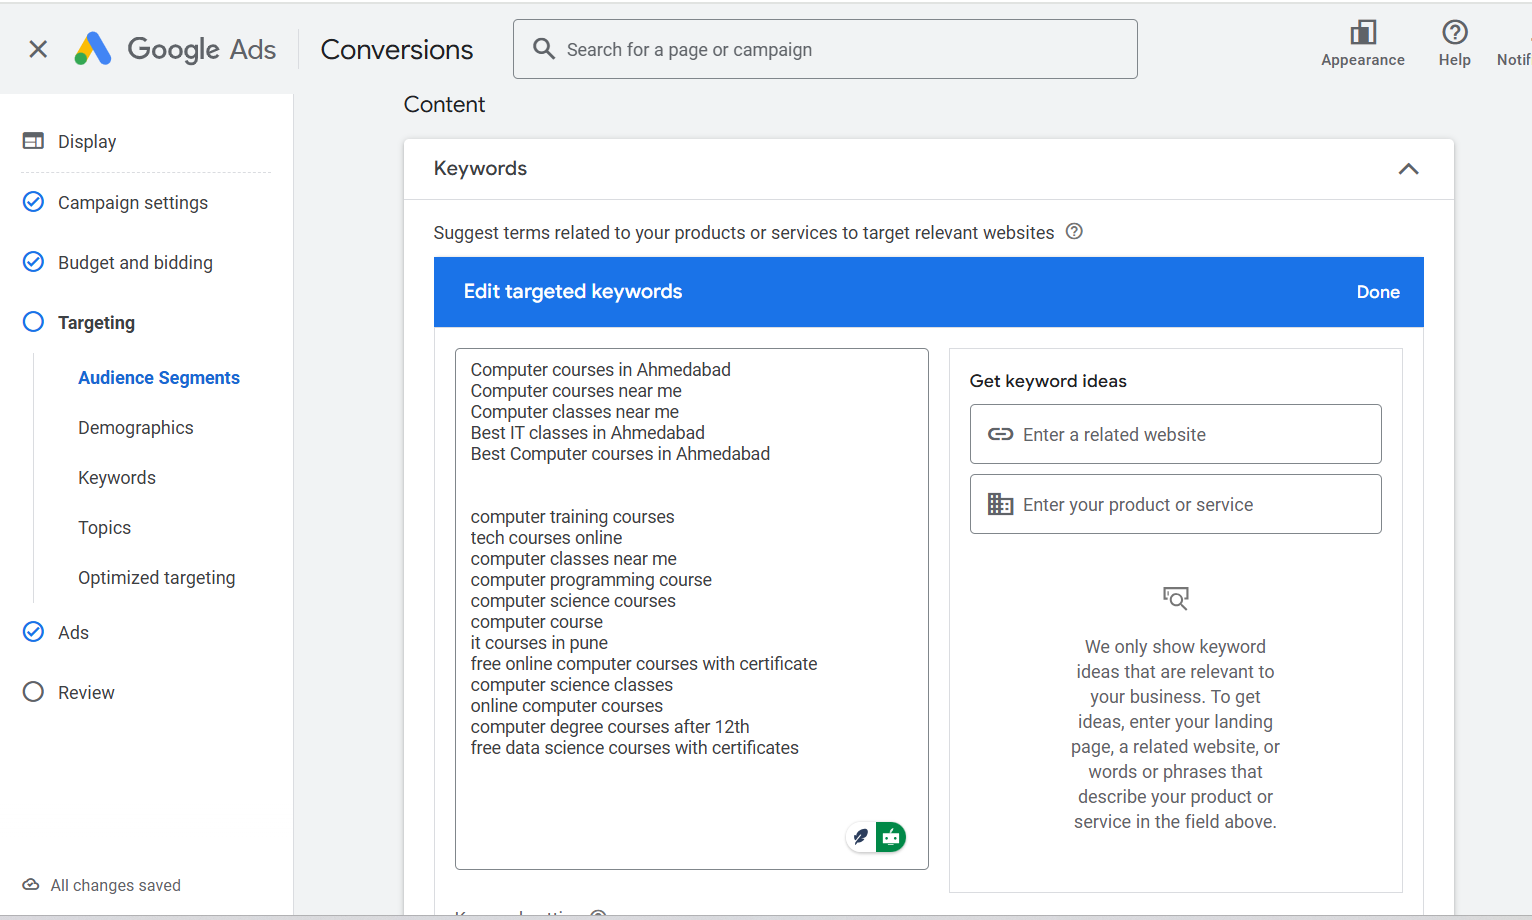 Google Ads
Conversions
Search for a page or campaign
Appearance
Help
Notif
Display
Campaign settings
Budget and bidding
Targeting
Audience Segments
Demographics
Keywords
Topics
Optimized targeting
Ads
Review
All changes saved
Content
Keywords
Suggest terms related to your products or services to target relevant websites
Edit targeted keywords
Done
Computer courses in Ahmedabad
Computer courses near me
Computer classes near me
Best IT classes in Ahmedabad
Best Computer courses in Ahmedabad
computer training courses
tech courses online
computer classes near me
computer programming course
computer science courses
computer course
it courses in pune
free online computer courses with certificate
computer science classes
online computer courses
computer degree courses after 12th
free data science courses with certificates
Get keyword ideas
Enter a related website
Enter your product or service
We only show keyword
ideas that are relevant to
your business. To get
ideas, enter your landing
page, a related website, or
words or phrases that
describe your product or
service in the field above.